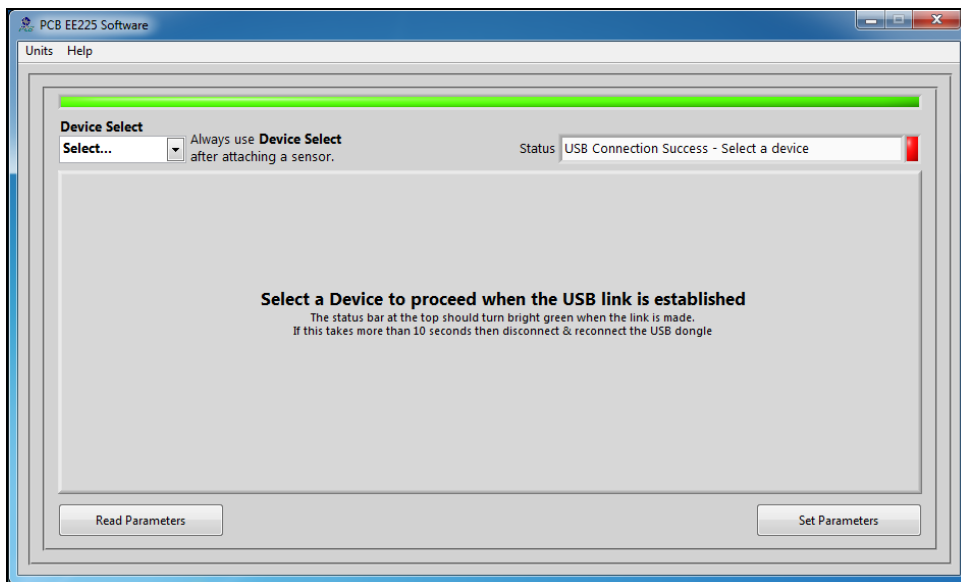 PCB EE225 Software
Units Help
Device Select
Select...
Always use Device Select
after attaching a sensor.
Status USB Connection Success - Select a device
Select a Device to proceed when the USB link is established
The status bar at the top should turn bright green when the link is made.
If this takes more than 10 seconds then disconnect & reconnect the USB dongle
Read Parameters
Set Parameters